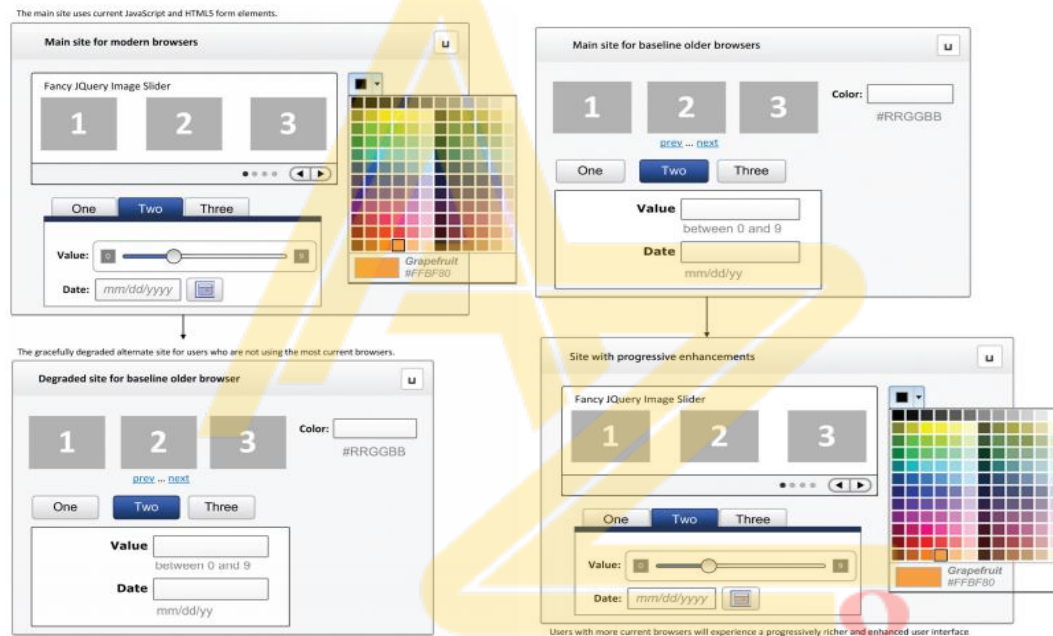 The main site uses current JavaScript and HTML5 form elements.
Main site for modern browsers
u
Fancy JQuery Image Slider
1 2 3
One Two Three
Value: 0 9
Date: mm/dd/yyyy
Grapefruit
#FFBF80
The gracefully degraded alternate site for users who are not using the most current browsers.
Degraded site for baseline older browser
u
1 2 3
Color:
#RRGGBB
prev ... next
One Two Three
Value
between 0 and 9
Date
mm/dd/yy
Main site for baseline older browsers
u
1 2 3
Color:
#RRGGBB
prev ... next
One Two Three
Value
between 0 and 9
Date
mm/dd/yy
Site with progressive enhancements
u
Fancy JQuery Image Slider
1 2 3
One Two Three
Value: 0 9
Date: mm/dd/yyyy
Grapefruit
#FFBF80
Users with more current browsers will experience a progressively richer and enhanced user interface